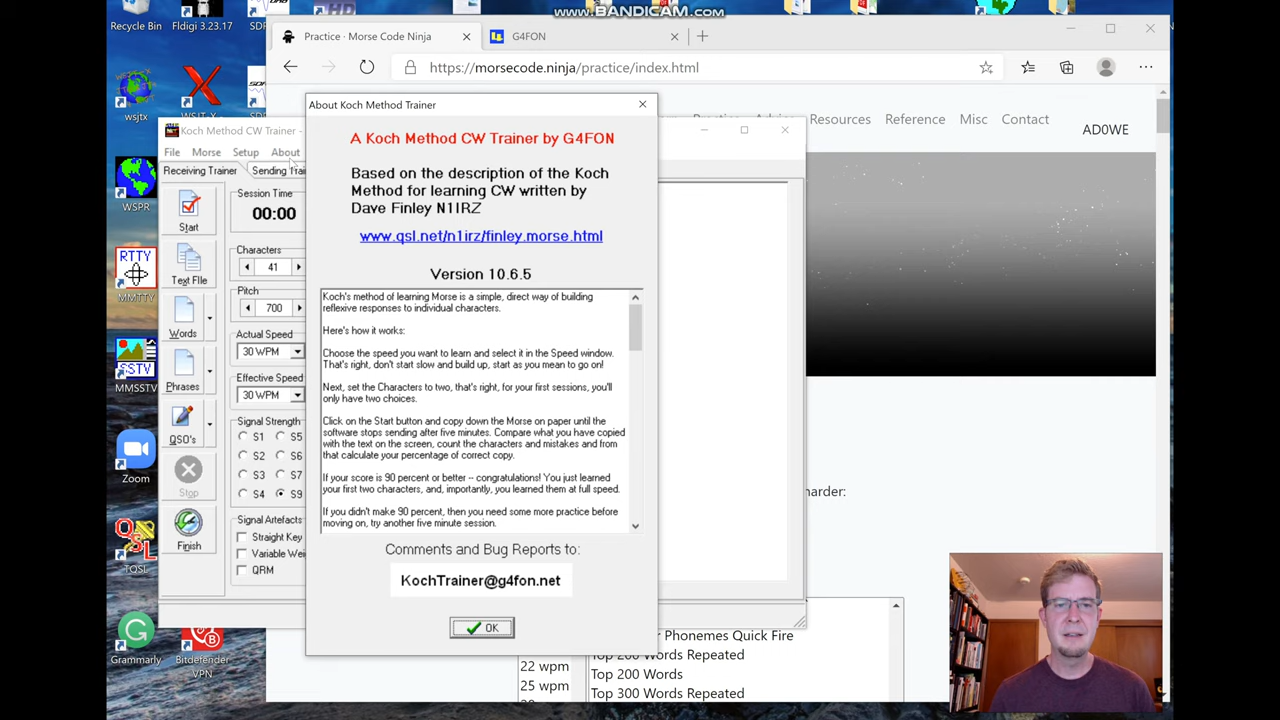 www.BANDICAM.com
Recycle Bin
Fldigi 3.23.17
Practice · Morse Code Ninja
G4FON
https://morsecode.ninja/practice/index.html
wsjtx
WSJT-X
WSPR
RTTY
MMTTY
SSTV
MMSSTV
Zoom
TQSL
Grammarly
Bitdefender
VPN
Resources
Reference
Misc
Contact
AD0WE
Koch Method CW Trainer -
File
Morse
Setup
About
Receiving Trainer
Sending Trai
Start
Text File
Words
Phrases
QSO's
Stop
Finish
Session Time
00:00
Characters
41
Pitch
700
Actual Speed
30 WPM
Effective Speed
30 WPM
Signal Strength
S1 S5
S2 S6
S3 S7
S4 S9
Signal Artefacts
Straight Key
Variable Wei
QRM
About Koch Method Trainer
A Koch Method CW Trainer by G4FON
Based on the description of the Koch
Method for learning CW written by
Dave Finley N1IRZ
www.qsl.net/n1irz/finley.morse.html
Version 10.6.5
Koch's method of learning Morse is a simple, direct way of building
reflexive responses to individual characters.
Here's how it works:
Choose the speed you want to learn and select it in the Speed window.
That's right, don't start slow and build up, start as you mean to go on!
Next, set the Characters to two, that's right, for your first sessions, you'll
only have two choices.
Click on the Start button and copy down the Morse on paper until the
software stops sending after five minutes. Compare what you have copied
with the text on the screen, count the characters and mistakes and from
that calculate your percentage of correct copy.
If your score is 90 percent or better -- congratulations! You just learned
your first two characters, and, importantly, you learned them at full speed.
If you didn't make 90 percent, then you need some more practice before
moving on, try another five minute session.
Comments and Bug Reports to:
KochTrainer@g4fon.net
OK
harder:
Phonemes Quick Fire
Top 200 Words Repeated
22 wpm
Top 200 Words
25 wpm
Top 300 Words Repeated